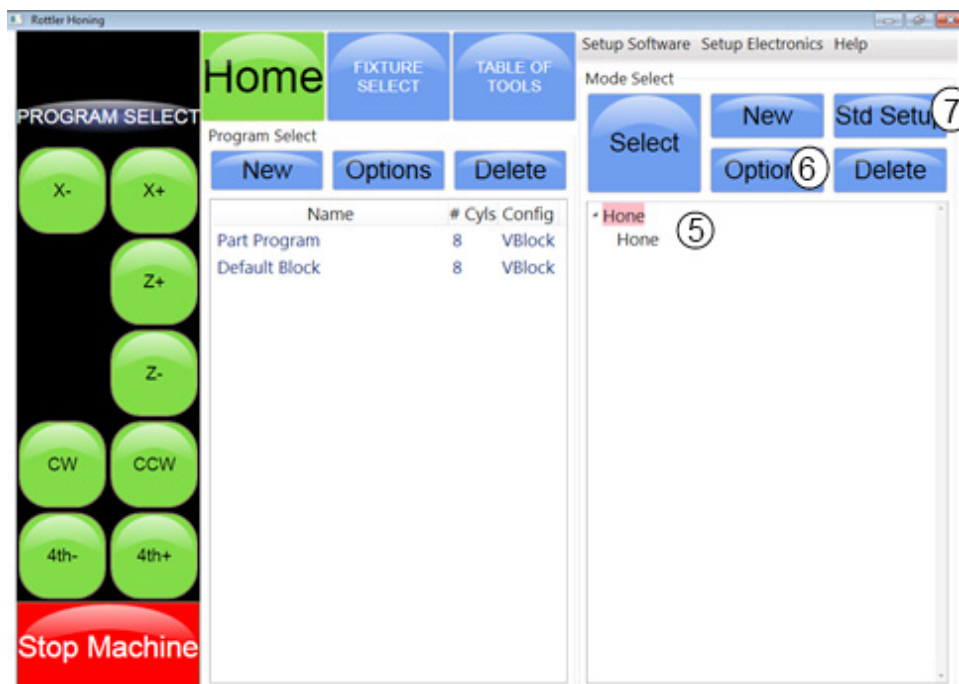 Rottler Honing
PROGRAM SELECT
X-
X+
Z+
Z-
CW
CCW
4th-
4th+
Stop Machine
Home
FIXTURE
SELECT
TABLE OF
TOOLS
Program Select
New Options Delete
Name # Cyls Config
Part Program 8 VBlock
Default Block 8 VBlock
Setup Software Setup Electronics Help
Mode Select
Select
New
Std Setup 7
Option 6
Delete
Hone
Hone 5